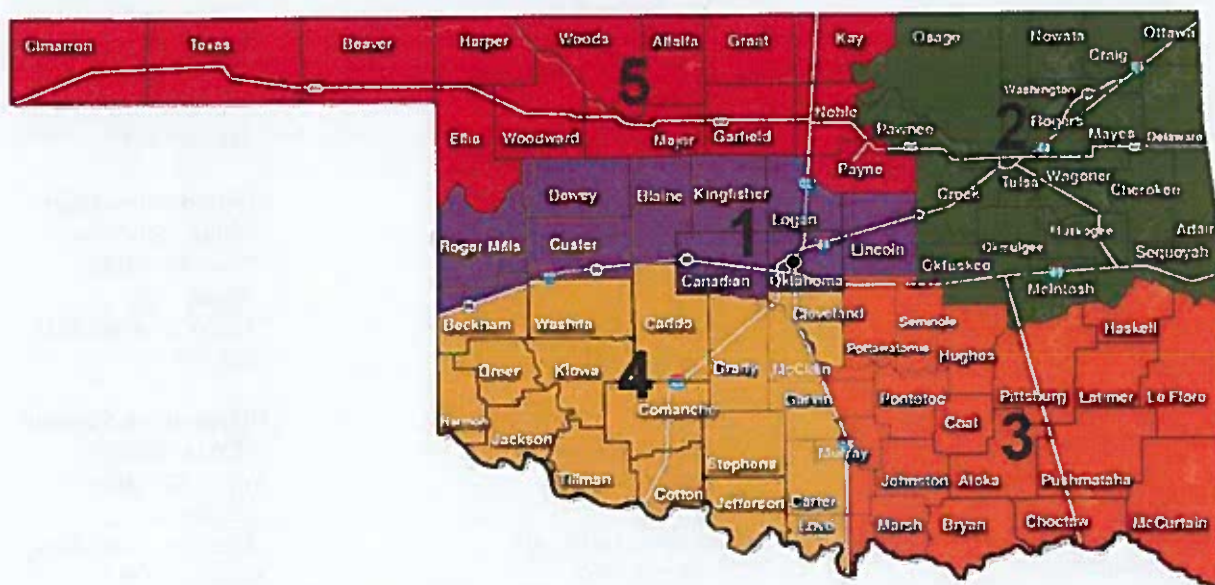 Cimarron Texas Beaver Harper Woods Alfalfa Grant Kay Osage Nowata Ottawa
Craig
5
Washington
Noble
2
Rogers
Ellis Woodward Major Garfield Pawnee Mayes Delaware
Payne
Tulsa Wagoner
Dewey Blaine Kingfisher Creek Cherokee
Logan
1
Muskogee Adair
Roger Mills Custer Lincoln Okmulgee Sequoyah
Okfuskee
Canadian Oklahoma McIntosh
Beckham Washita Caddo Cleveland Seminole Haskell
Pottawatomie Hughes
Greer Kiowa 4 Grady McClain
Comanche Garvin Pontotoc Pittsburg Latimer Le Flore
Harmon Coal
Jackson 3
Murray
Tillman Stephens Johnston Atoka Pushmataha
Cotton Jefferson Carter
Love Marsh Bryan Choctaw McCurtain